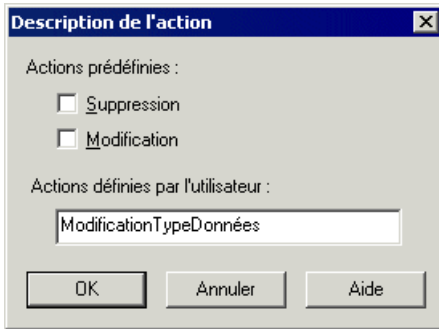 Description de l'action
Actions prédéfinies :
Suppression
Modification
Actions définies par l'utilisateur :
ModificationTypeDonnées
OK Annuler Aide